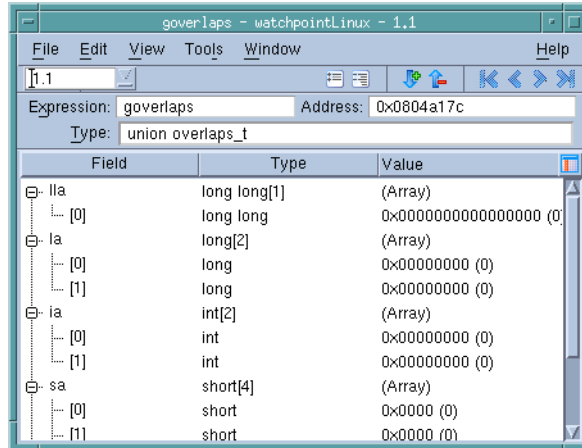 goverlaps - watchpointLinux - 1.1
File Edit View Tools Window Help
1.1
Expression: goverlaps Address: 0x0804a17c
Type: union overlaps_t
Field Type Value
lla long long[1] (Array)
[0] long long 0x0000000000000000 (0)
la long[2] (Array)
[0] long 0x00000000 (0)
[1] long 0x00000000 (0)
ia int[2] (Array)
[0] int 0x00000000 (0)
[1] int 0x00000000 (0)
sa short[4] (Array)
[0] short 0x0000 (0)
[1] short 0x0000 (0)